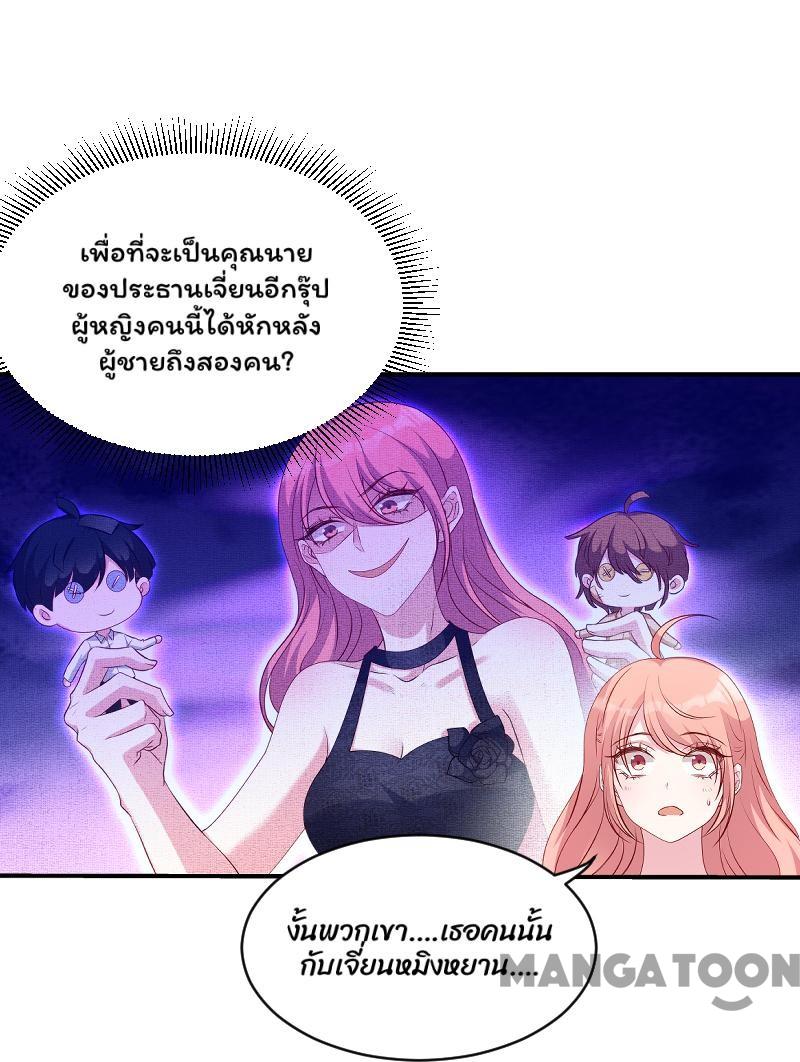 เพื่อที่จะเป็นคุณนาย
ของประธานเจี่ยนอีกรุ๊ป
ผู้หญิงคนนี้ได้หักหลัง
ผู้ชายถึงสองคน?
งั้นพวกเขา....เธอคนนั้น
กับเจี่ยนหมิงหยาน....
MANGATOON